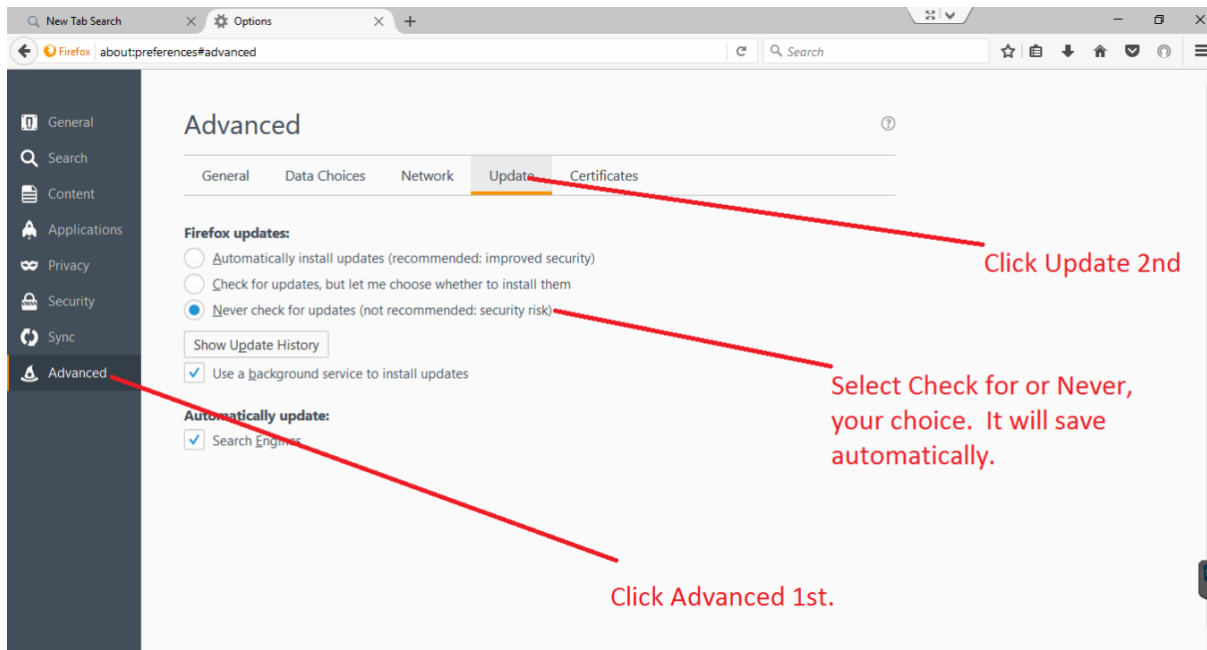 New Tab Search
Options
Firefox about:preferences#advanced
Search
General
Search
Content
Applications
Privacy
Security
Sync
Advanced
Advanced
General Data Choices Network Update Certificates
Firefox updates:
Automatically install updates (recommended: improved security)
Check for updates, but let me choose whether to install them
Never check for updates (not recommended: security risk)
Show Update History
Use a background service to install updates
Automatically update:
Search Engines
Click Update 2nd
Select Check for or Never,
your choice. It will save
automatically.
Click Advanced 1st.